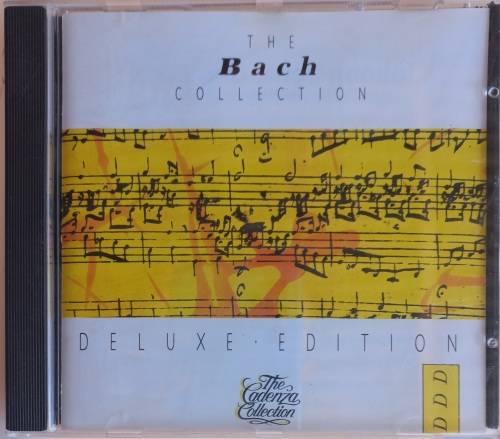 THE
Bach
COLLECTION
DELUXE · EDITION
The
Cadenza
Collection
DDD